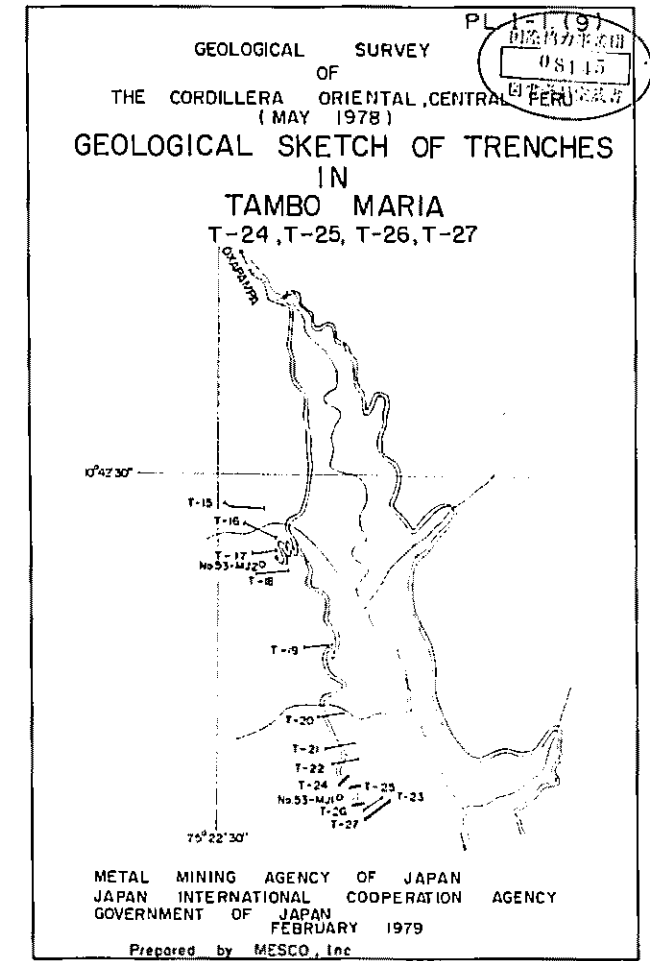 PL 1-1 (9)
GEOLOGICAL SURVEY
OF
THE CORDILLERA ORIENTAL, CENTRAL PERU
(MAY 1978)
08145
GEOLOGICAL SKETCH OF TRENCHES
IN
TAMBO MARIA
T-24, T-25, T-26, T-27
OXAPAMPA
10°42'30"
T-15
T-16
T-17
No.53-MJ2
T-18
T-19
T-20
T-21
T-22
T-24 T-25
No.53-MJ1 T-23
T-26
T-27
75°22'30"
METAL MINING AGENCY OF JAPAN
JAPAN INTERNATIONAL COOPERATION AGENCY
GOVERNMENT OF JAPAN
FEBRUARY 1979
Prepared by MESCO, Inc